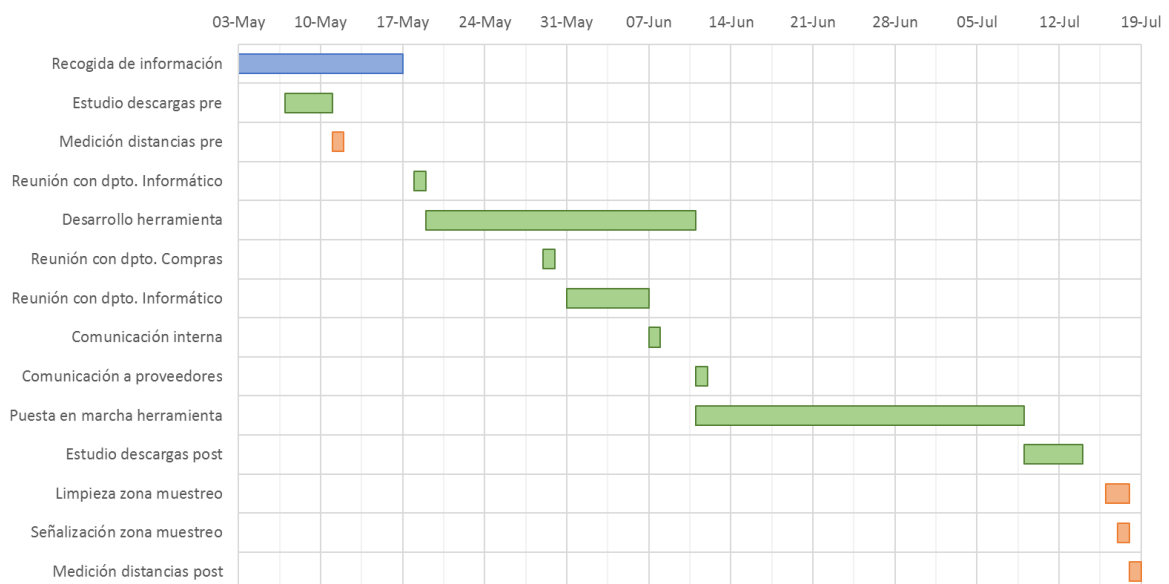 03-May 10-May 17-May 24-May 31-May 07-Jun 14-Jun 21-Jun 28-Jun 05-Jul 12-Jul 19-Jul
Recogida de información
Estudio descargas pre
Medición distancias pre
Reunión con dpto. Informático
Desarrollo herramienta
Reunión con dpto. Compras
Reunión con dpto. Informático
Comunicación interna
Comunicación a proveedores
Puesta en marcha herramienta
Estudio descargas post
Limpieza zona muestreo
Señalización zona muestreo
Medición distancias post